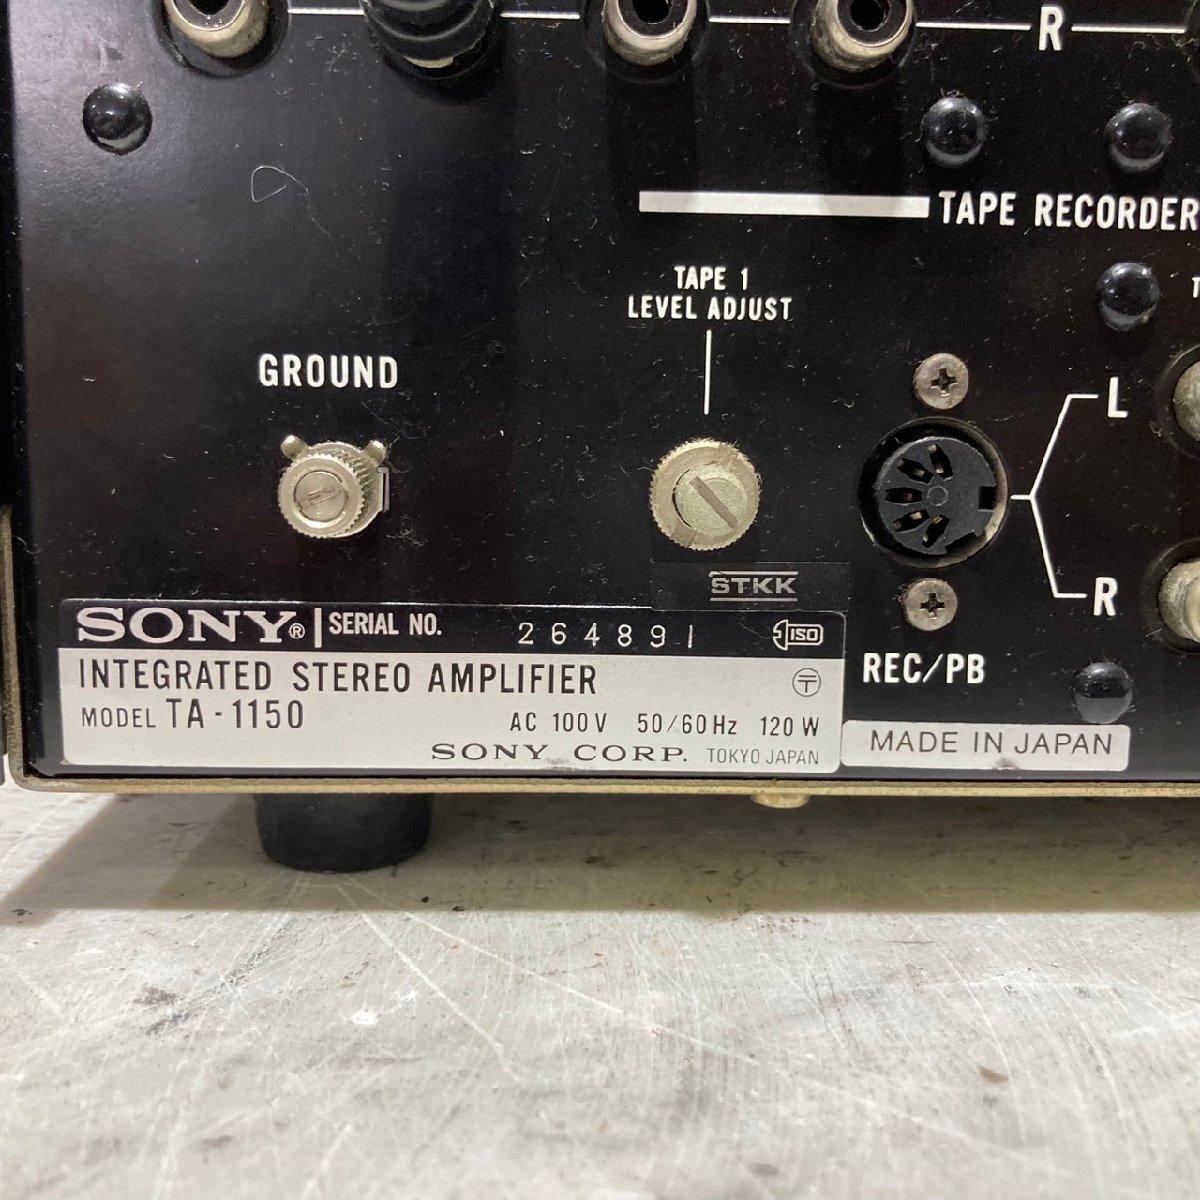 R
TAPE RECORDER
TAPE 1
LEVEL ADJUST
GROUND
L
R
REC/PB
STKK
SONY® | SERIAL NO. 264891 ISO
INTEGRATED STEREO AMPLIFIER
MODEL TA-1150
AC 100V 50/60Hz 120W
SONY CORP. TOKYO JAPAN
MADE IN JAPAN